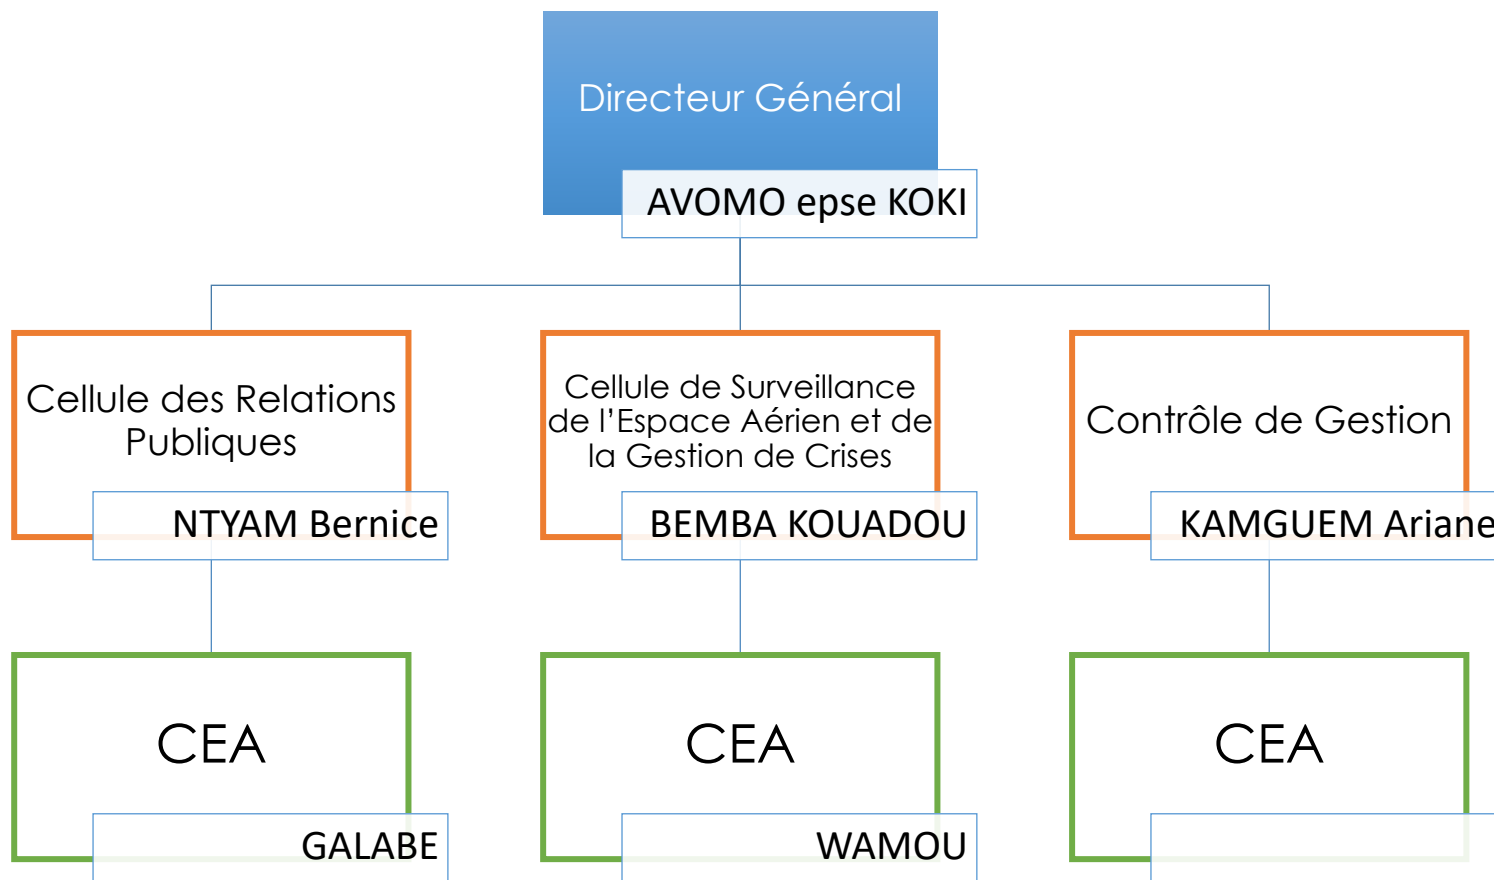 Directeur Général
AVOMO epse KOKI
Cellule des Relations
Publiques
NTYAM Bernice
Cellule de Surveillance
de l’Espace Aérien et de
la Gestion de Crises
BEMBA KOUADOU
Contrôle de Gestion
KAMGUEM Ariane
CEA
GALABE
CEA
WAMOU
CEA